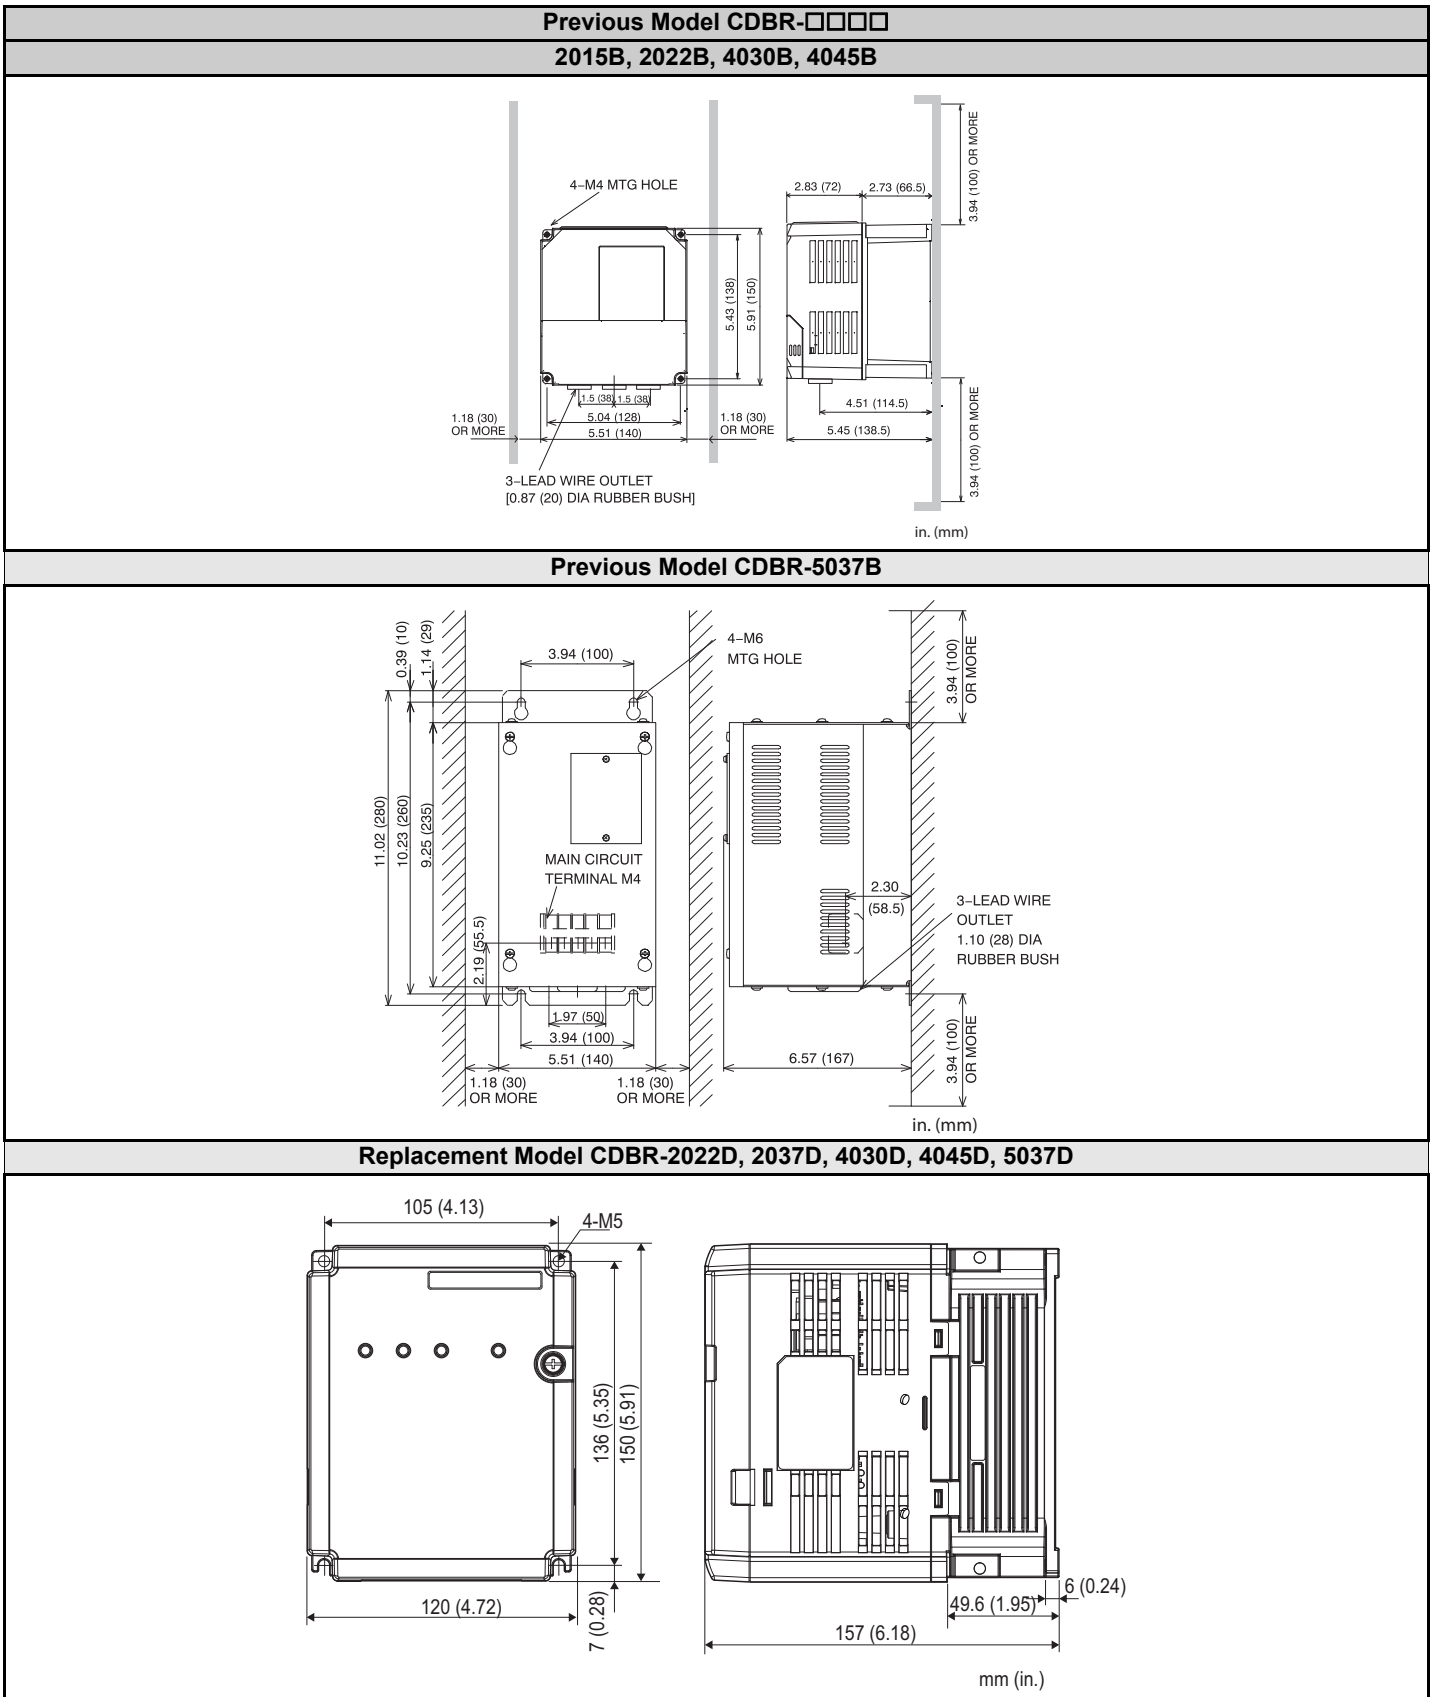 Previous Model CDBR-□□□□
2015B, 2022B, 4030B, 4045B
4–M4 MTG HOLE
5.43 (138)
5.91 (150)
1.5 (38)
1.5 (38)
5.04 (128)
5.51 (140)
1.18 (30)
OR MORE
1.18 (30)
OR MORE
3–LEAD WIRE OUTLET
[0.87 (20) DIA RUBBER BUSH]
2.83 (72)
2.73 (66.5)
3.94 (100) OR MORE
4.51 (114.5)
5.45 (138.5)
3.94 (100) OR MORE
in. (mm)
Previous Model CDBR-5037B
0.39 (10)
1.14 (29)
3.94 (100)
4–M6
MTG HOLE
11.02 (280)
10.23 (260)
9.25 (235)
MAIN CIRCUIT
TERMINAL M4
2.19 (55.5)
1.97 (50)
3.94 (100)
5.51 (140)
1.18 (30)
OR MORE
1.18 (30)
OR MORE
3.94 (100)
OR MORE
2.30
(58.5)
3–LEAD WIRE
OUTLET
1.10 (28) DIA
RUBBER BUSH
6.57 (167)
3.94 (100)
OR MORE
in. (mm)
Replacement Model CDBR-2022D, 2037D, 4030D, 4045D, 5037D
105 (4.13)
4-M5
136 (5.35)
150 (5.91)
120 (4.72)
7 (0.28)
6 (0.24)
49.6 (1.95)
157 (6.18)
mm (in.)